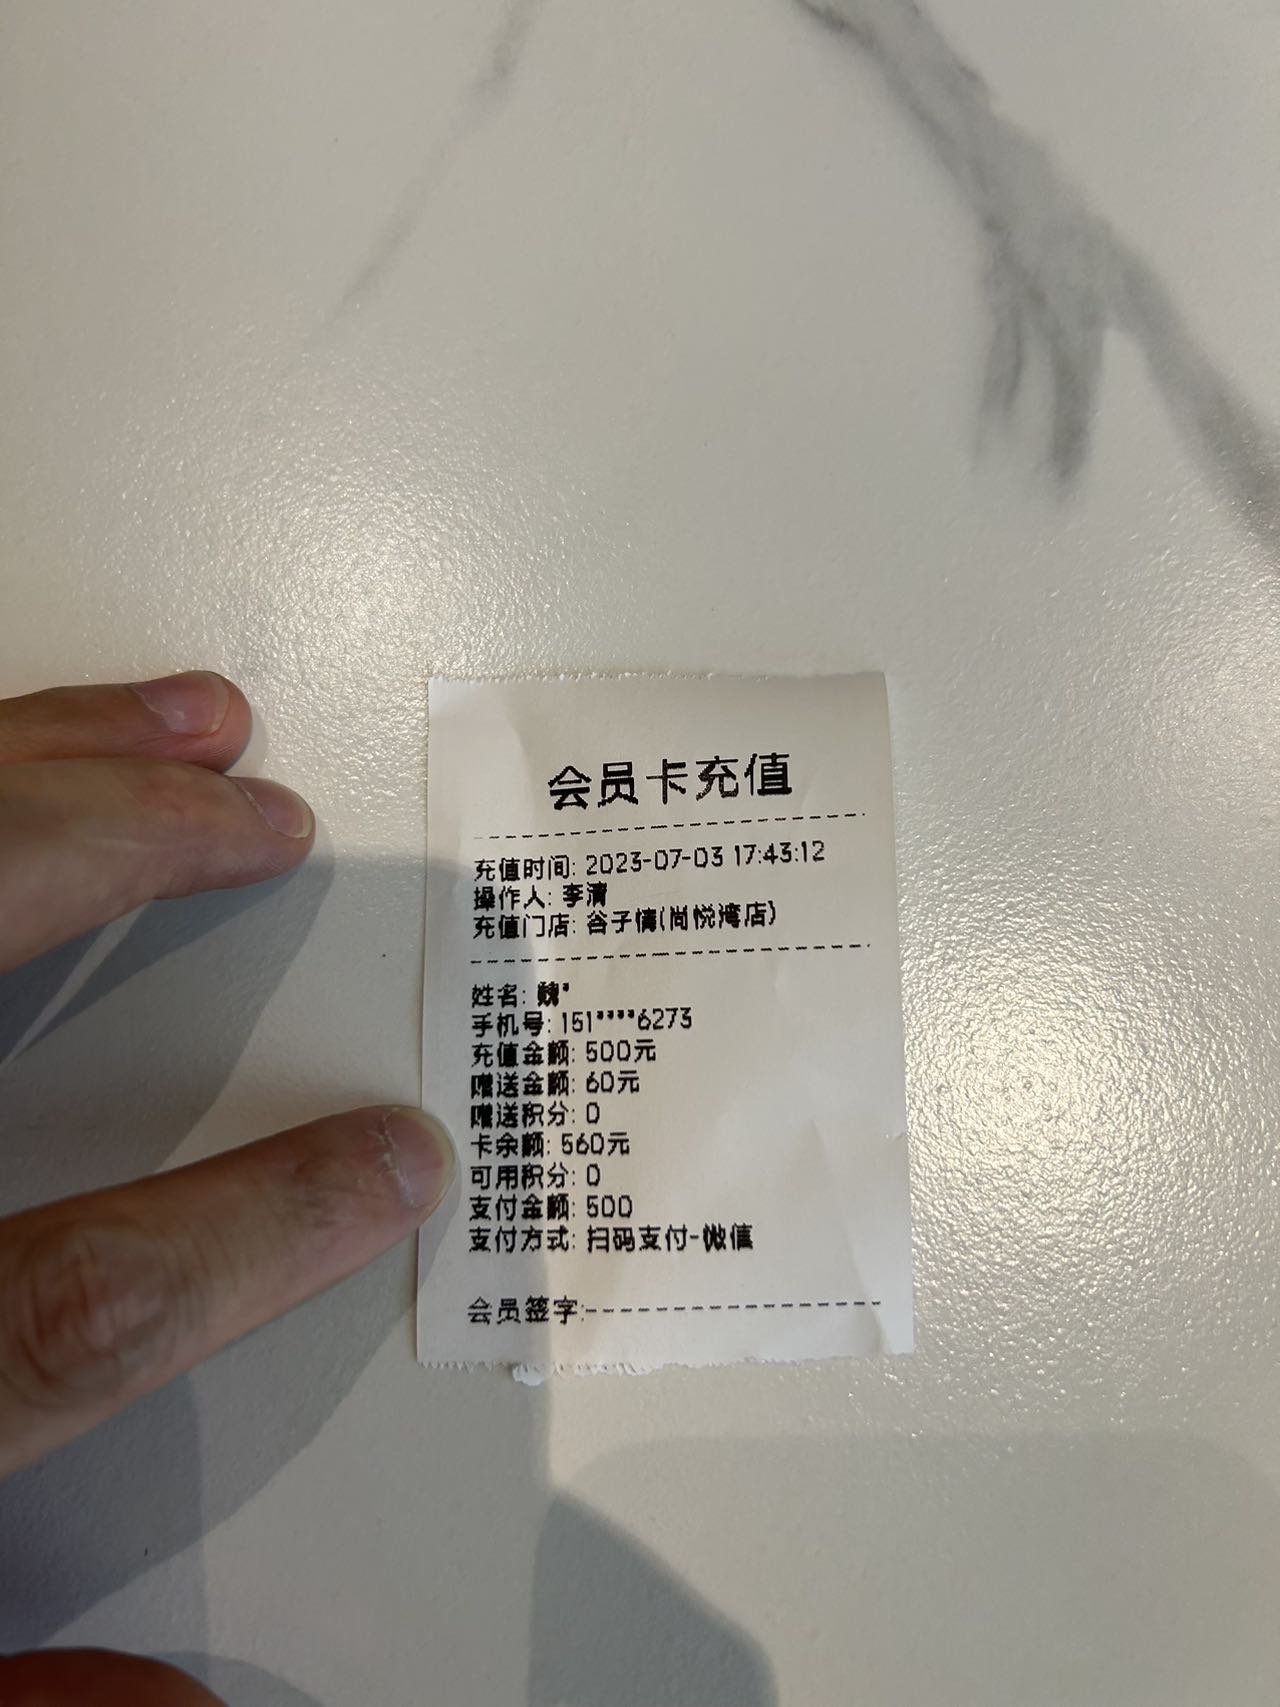 会员卡充值
充值时间: 2023-07-03 17:43:12
操作人: 李清
充值门店: 谷子情(尚悦湾店)
姓名: 魏*
手机号: 151****6273
充值金额: 500元
赠送金额: 60元
赠送积分: 0
卡余额: 560元
可用积分: 0
支付金额: 500
支付方式: 扫码支付-微信
会员签字: